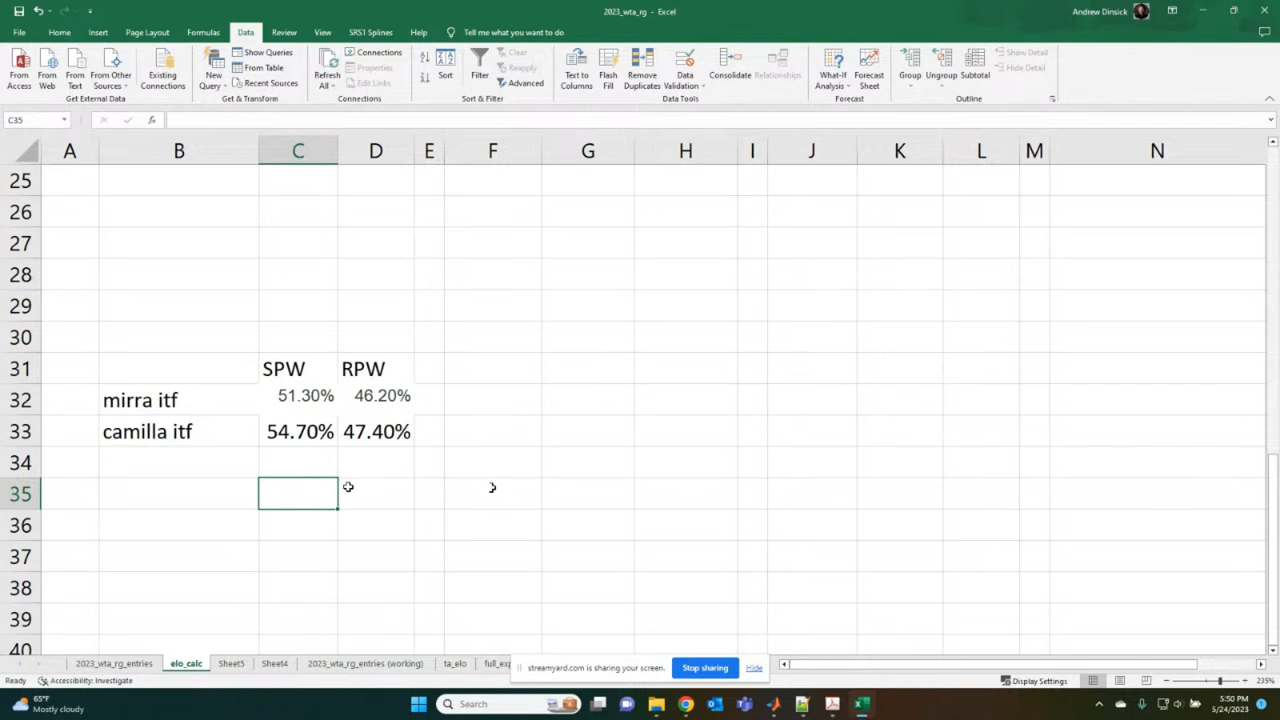 2023_wta_rg - Excel
Andrew Dinsick
File Home Insert Page Layout Formulas Data Review View SRS1 Splines Help Tell me what you want to do
From Access
From Web
From Text
From Other Sources
Existing Connections
Get External Data
New Query
Show Queries
From Table
Recent Sources
Get & Transform
Refresh All
Connections
Properties
Edit Links
Connections
Sort
Filter
Clear
Reapply
Advanced
Sort & Filter
Text to Columns
Flash Fill
Remove Duplicates
Data Validation
Consolidate
Relationships
Data Tools
What-If Analysis
Forecast Sheet
Forecast
Group
Ungroup
Subtotal
Show Detail
Hide Detail
Outline
C35
fx
A B C D E F G H I J K L M N
25
26
27
28
29
30
31 SPW RPW
32 mirra itf 51.30% 46.20%
33 camilla itf 54.70% 47.40%
34
35
36
37
38
39
40
2023_wta_rg_entries elo_calc Sheet5 Sheet4 2023_wta_rg_entries (working) ta_elo full_exp
streamyard.com is sharing your screen. Stop sharing Hide
Ready Accessibility: Investigate Display Settings 235%
65°F
Mostly cloudy
Search
5:50 PM
5/24/2023